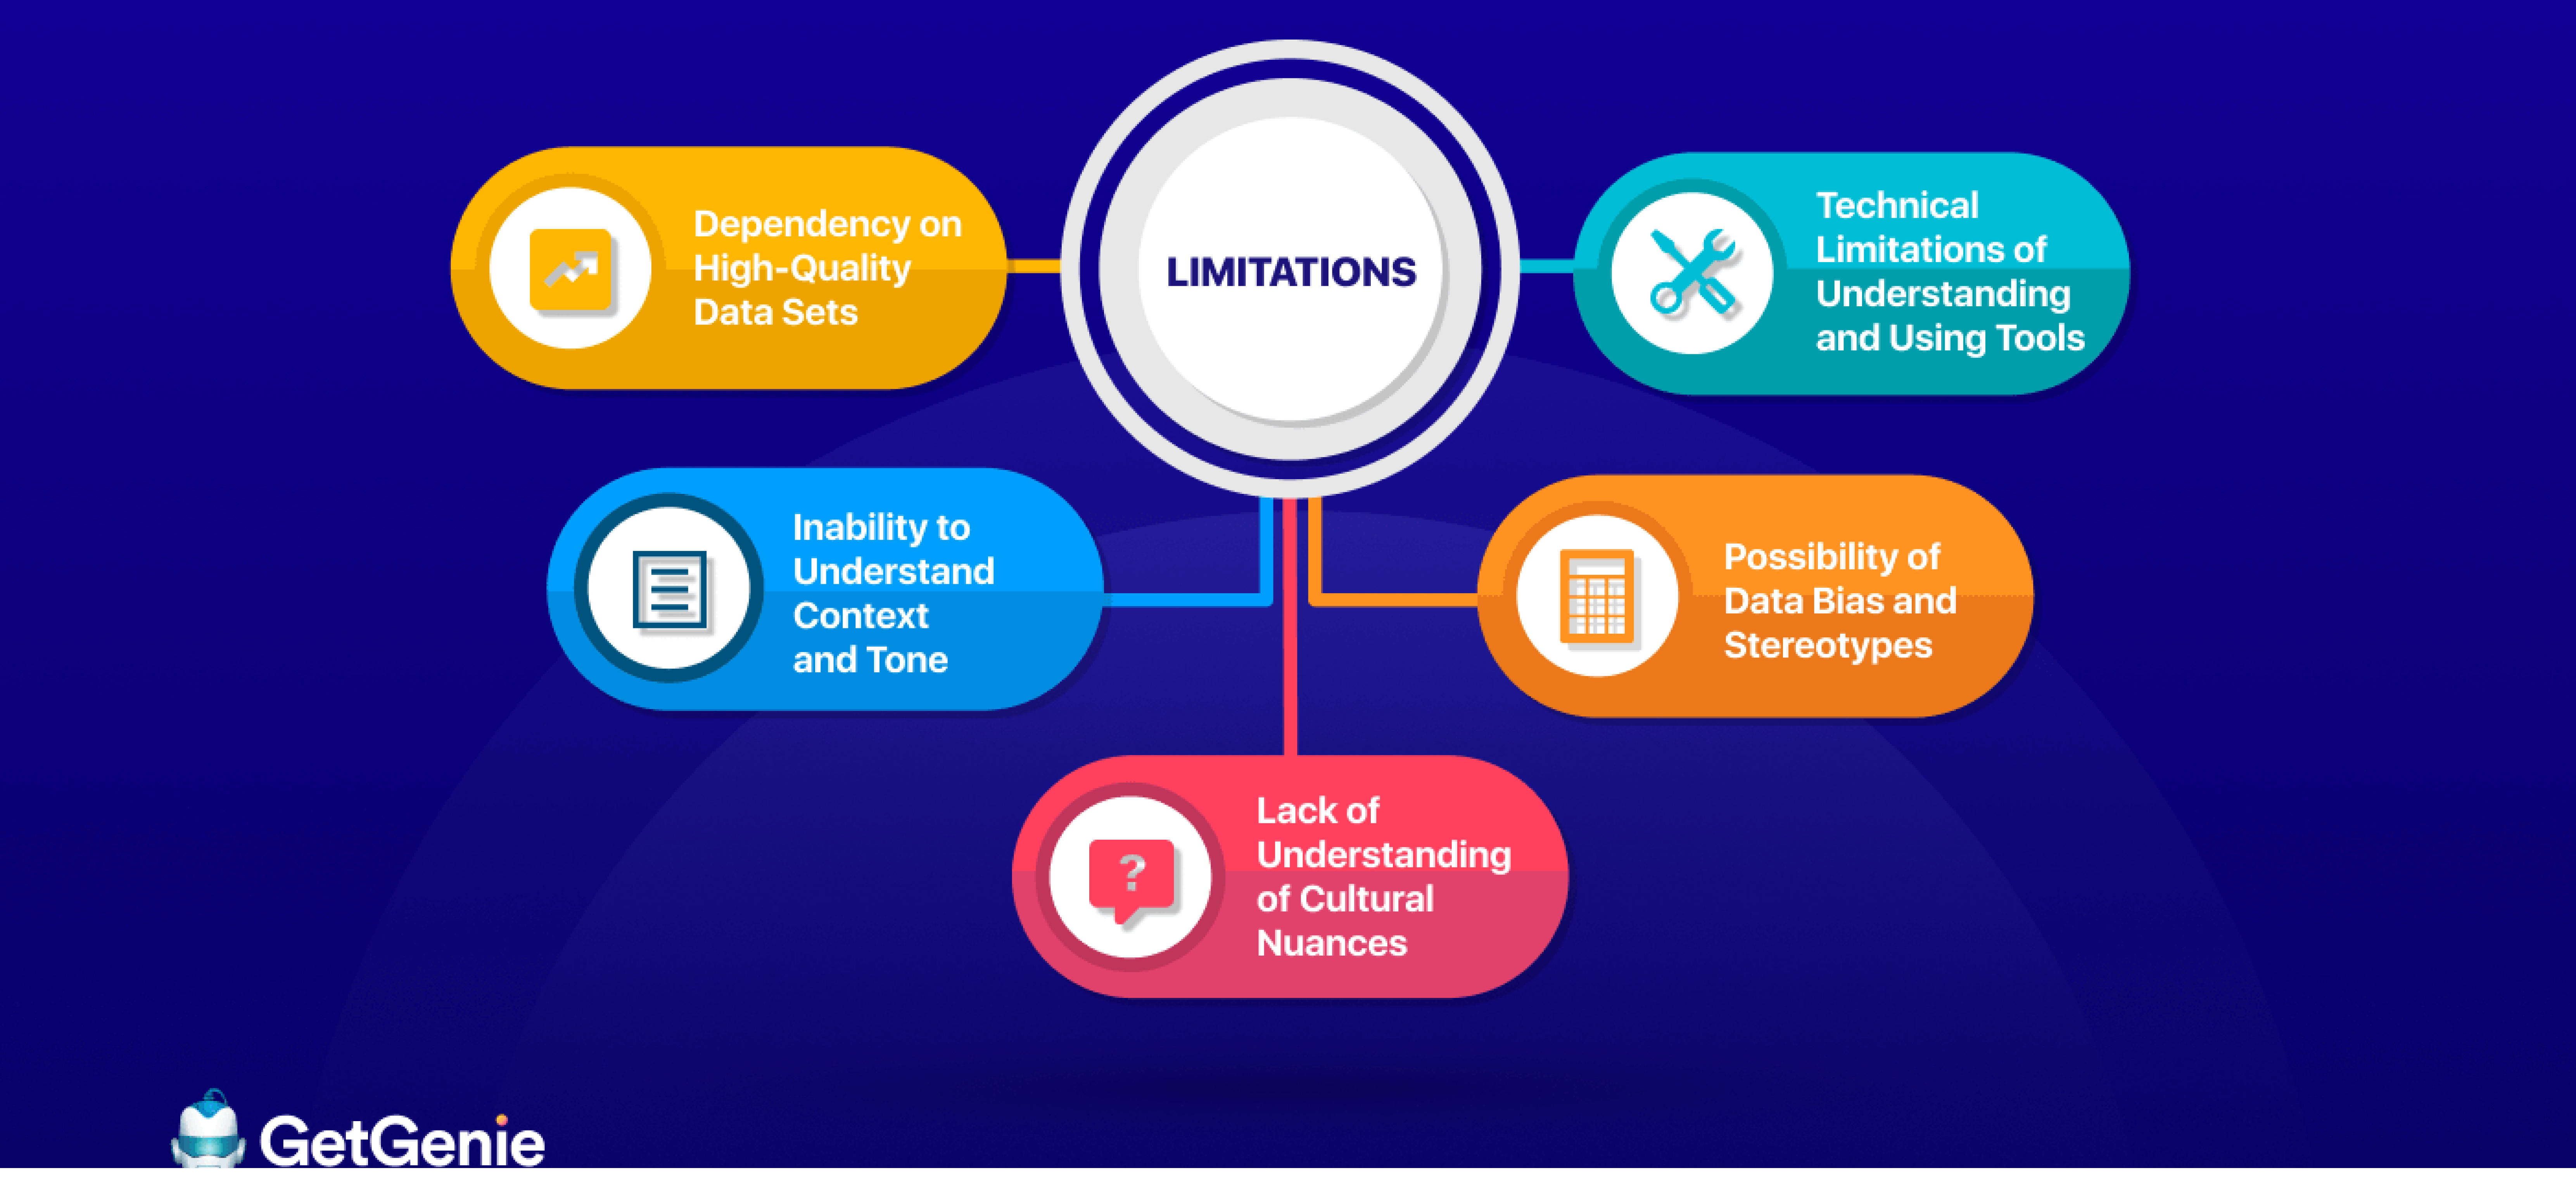 LIMITATIONS
Dependency on
High-Quality
Data Sets
Technical
Limitations of
Understanding
and Using Tools
Inability to
Understand
Context
and Tone
Possibility of
Data Bias and
Stereotypes
?
Lack of
Understanding
of Cultural
Nuances
GetGenie